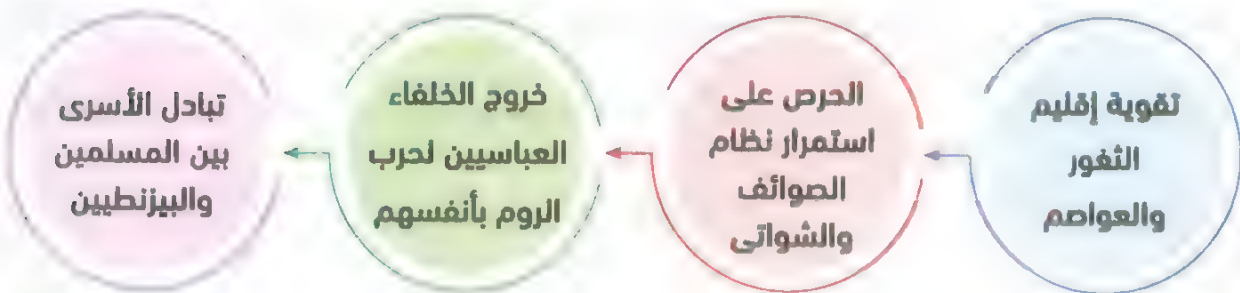 تقوية إقليم
الثغور
والعواصم
الحرص على
استمرار نظام
الصوائف
والشواتى
خروج الخلفاء
العباسيين لحرب
الروم بأنفسهم
تبادل الأسرى
بين المسلمين
والبيزنطيين